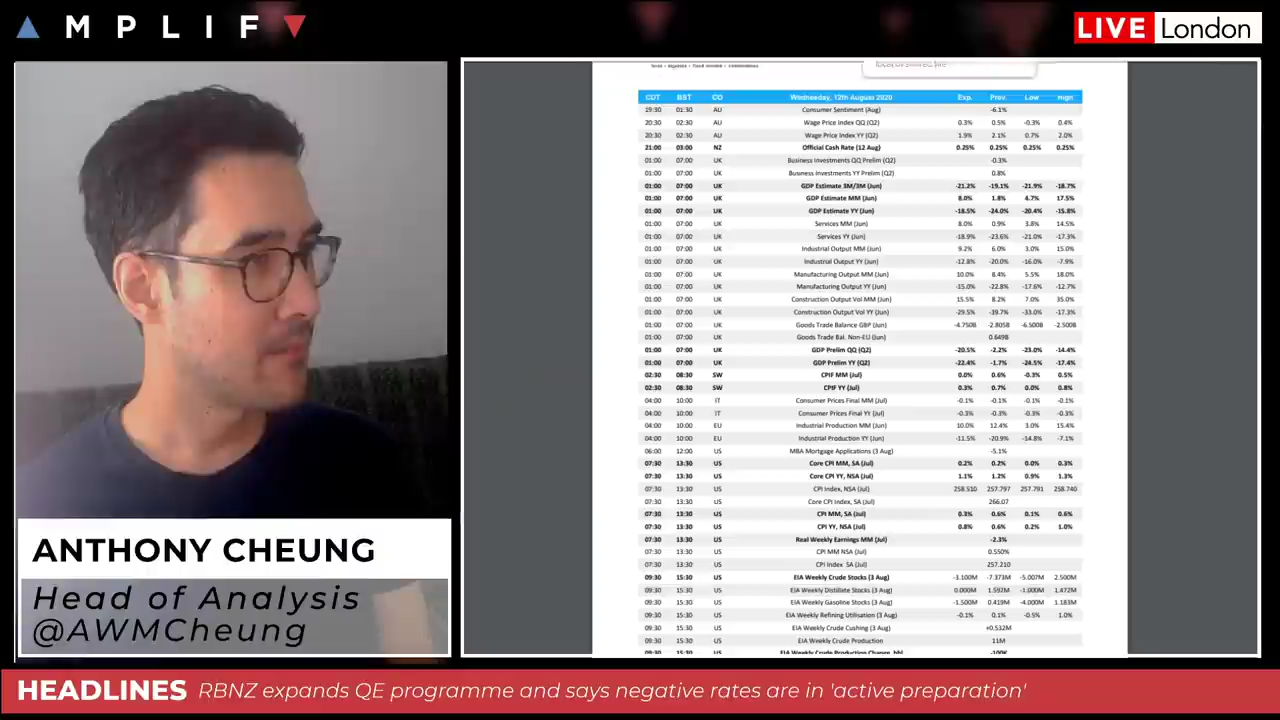 AMPLIFY
LIVE London
CDT BST CO Wednesday, 12th August 2020 Exp. Prev. Low High
19:30 01:30 AU Consumer Sentiment (Aug) -6.1%
20:30 02:30 AU Wage Price Index QQ (Q2) 0.3% 0.5% -0.3% 0.4%
20:30 02:30 AU Wage Price Index YY (Q2) 1.9% 2.1% 0.7% 2.0%
21:00 03:00 NZ Official Cash Rate (12 Aug) 0.25% 0.25% 0.25% 0.25%
01:00 07:00 UK Business Investments QQ Prelim (Q2) -0.3%
01:00 07:00 UK Business Investments YY Prelim (Q2) 0.8%
01:00 07:00 UK GDP Estimate 3M/3M (Jun) -21.2% -19.1% -21.9% -18.7%
01:00 07:00 UK GDP Estimate MM (Jun) 8.0% 1.8% 4.7% 17.5%
01:00 07:00 UK GDP Estimate YY (Jun) -18.5% -24.0% -20.4% -15.8%
01:00 07:00 UK Services MM (Jun) 8.0% 0.9% 3.8% 14.5%
01:00 07:00 UK Services YY (Jun) -18.9% -23.6% -21.0% -17.3%
01:00 07:00 UK Industrial Output MM (Jun) 9.2% 6.0% 3.0% 15.0%
01:00 07:00 UK Industrial Output YY (Jun) -12.8% -20.0% -16.0% -7.9%
01:00 07:00 UK Manufacturing Output MM (Jun) 10.0% 8.4% 5.5% 18.0%
01:00 07:00 UK Manufacturing Output YY (Jun) -15.0% -22.8% -17.6% -12.7%
01:00 07:00 UK Construction Output Vol MM (Jun) 15.5% 8.2% 7.0% 35.0%
01:00 07:00 UK Construction Output Vol YY (Jun) -29.5% -39.7% -33.0% -17.3%
01:00 07:00 UK Goods Trade Balance GBP (Jun) -4.750B -2.805B -6.500B -2.500B
01:00 07:00 UK Goods Trade Bal. Non-EU (Jun) 0.649B
01:00 07:00 UK GDP Prelim QQ (Q2) -20.5% -2.2% -23.0% -14.4%
01:00 07:00 UK GDP Prelim YY (Q2) -22.4% -1.7% -24.5% -17.4%
02:30 08:30 SW CPIF MM (Jul) 0.0% 0.6% -0.3% 0.5%
02:30 08:30 SW CPIF YY (Jul) 0.3% 0.7% 0.0% 0.8%
04:00 10:00 IT Consumer Prices Final MM (Jul) -0.1% -0.1% -0.1% -0.1%
04:00 10:00 IT Consumer Prices Final YY (Jul) -0.3% -0.3% -0.3% -0.3%
04:00 10:00 EU Industrial Production MM (Jun) 10.0% 12.4% 3.0% 15.4%
04:00 10:00 EU Industrial Production YY (Jun) -11.5% -20.9% -14.8% -7.1%
06:00 12:00 US MBA Mortgage Applications (3 Aug) -5.1%
07:30 13:30 US Core CPI MM, SA (Jul) 0.2% 0.2% 0.0% 0.3%
07:30 13:30 US Core CPI YY, NSA (Jul) 1.1% 1.2% 0.9% 1.3%
07:30 13:30 US CPI Index, NSA (Jul) 258.510 257.797 257.791 258.740
07:30 13:30 US Core CPI Index, SA (Jul) 266.07
07:30 13:30 US CPI MM, SA (Jul) 0.3% 0.6% 0.1% 0.6%
07:30 13:30 US CPI YY, NSA (Jul) 0.8% 0.6% 0.2% 1.0%
07:30 13:30 US Real Weekly Earnings MM (Jul) -2.3%
07:30 13:30 US CPI MM NSA (Jul) 0.550%
07:30 13:30 US CPI Index SA (Jul) 257.210
09:30 15:30 US EIA Weekly Crude Stocks (3 Aug) -3.100M -7.373M -5.007M 2.500M
09:30 15:30 US EIA Weekly Distillate Stocks (3 Aug) 0.000M 1.592M -1.000M 1.472M
09:30 15:30 US EIA Weekly Gasoline Stocks (3 Aug) -1.500M 0.419M -4.000M 1.183M
09:30 15:30 US EIA Weekly Refining Utilisation (3 Aug) -0.1% 0.1% -0.5% 1.0%
09:30 15:30 US EIA Weekly Crude Cushing (3 Aug) +0.532M
09:30 15:30 US EIA Weekly Crude Production 11M
09:30 15:30 US EIA Weekly Crude Production Change, bbl -100K
ANTHONY CHEUNG
Head of Analysis
@AWMCheung
HEADLINES RBNZ expands QE programme and says negative rates are in 'active preparation'